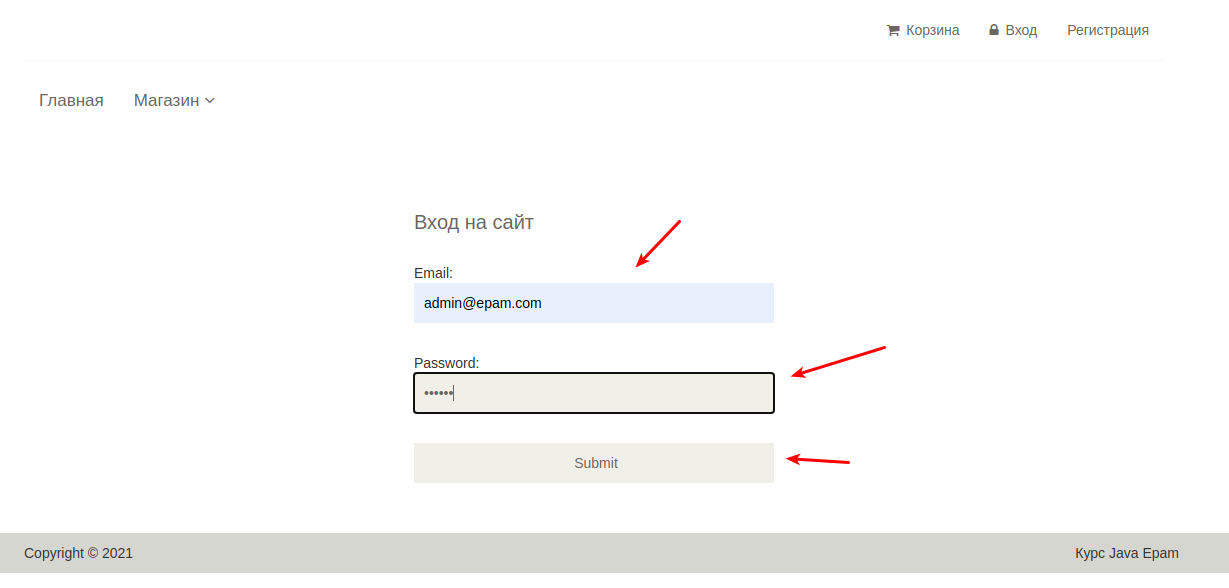 Корзина Вход Регистрация
Главная Магазин
Вход на сайт
Email:
admin@epam.com
Password:
••••••
Submit
Copyright © 2021 Курс Java Epam